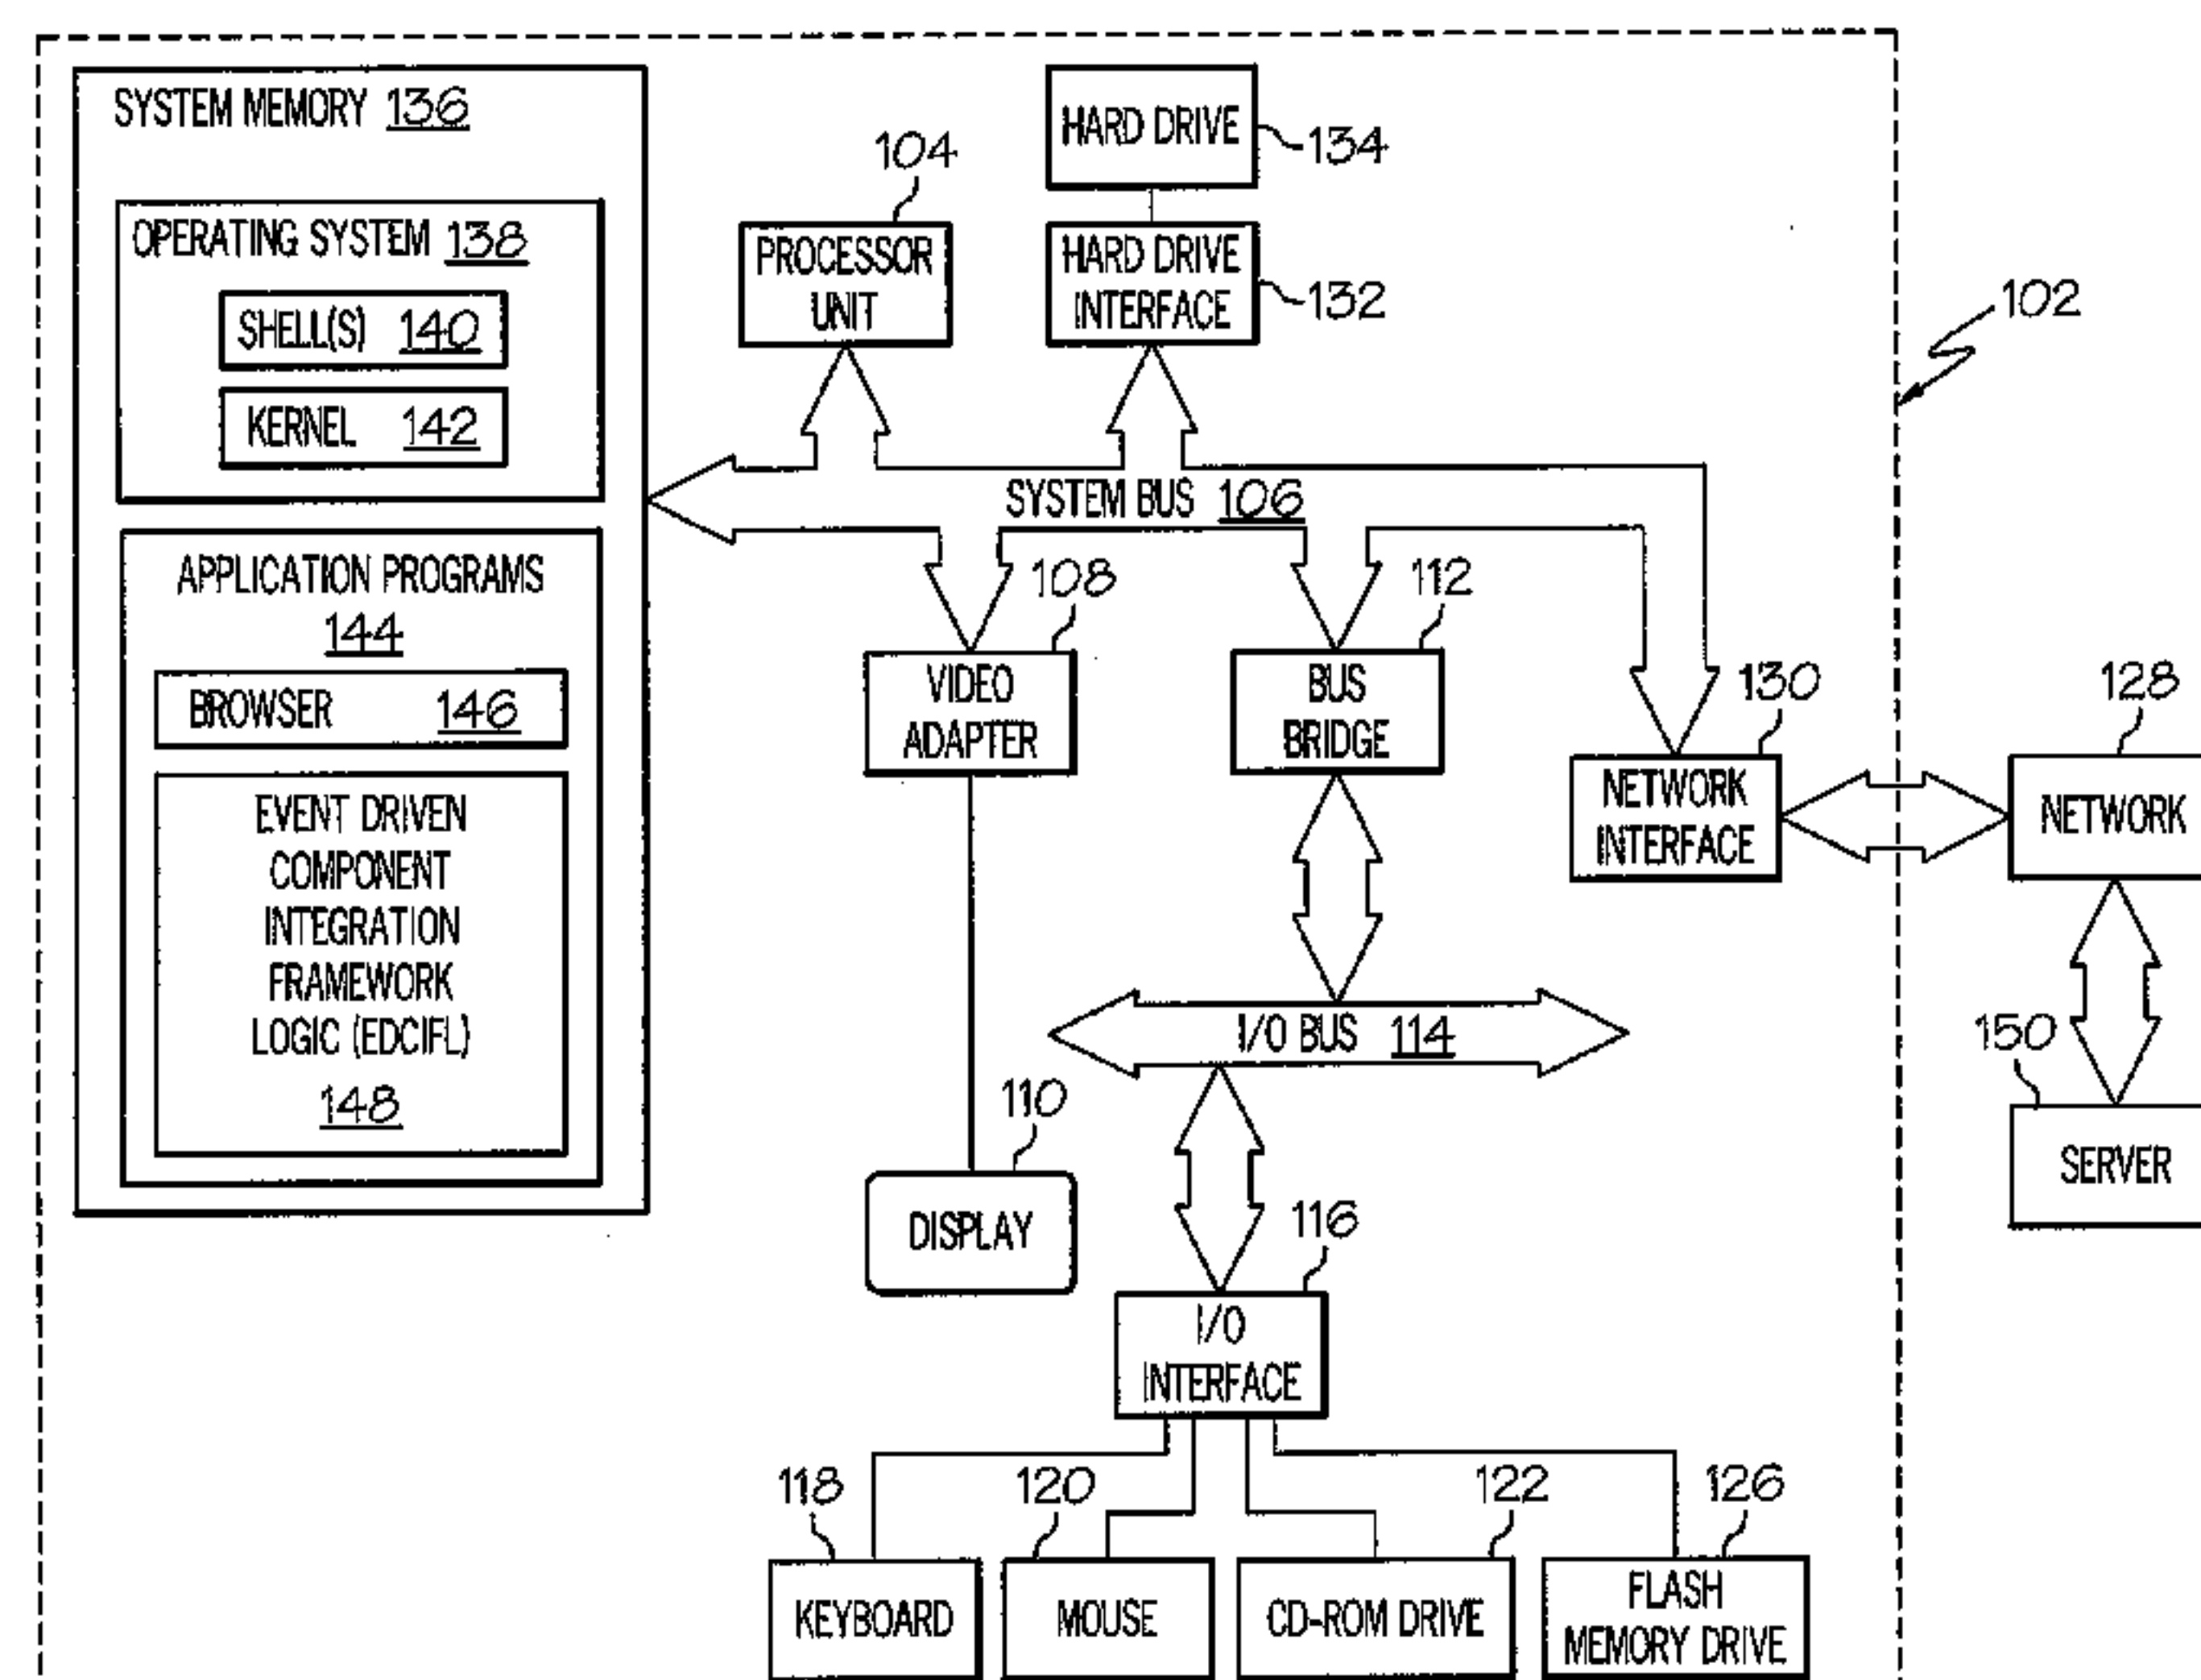 SYSTEM MEMORY 136
OPERATING SYSTEM 138
SHELL(S) 140
KERNEL 142
APPLICATION PROGRAMS
144
BROWSER 146
EVENT DRIVEN
COMPONENT
INTEGRATION
FRAMEWORK
LOGIC (EDCIFL)
148
104
PROCESSOR
UNIT
HARD DRIVE
134
HARD DRIVE
INTERFACE
132
102
SYSTEM BUS 106
108
VIDEO
ADAPTER
112
BUS
BRIDGE
130
NETWORK
INTERFACE
128
NETWORK
I/O BUS 114
150
SERVER
110
DISPLAY
116
I/O
INTERFACE
118
KEYBOARD
120
MOUSE
122
CD-ROM DRIVE
126
FLASH
MEMORY DRIVE